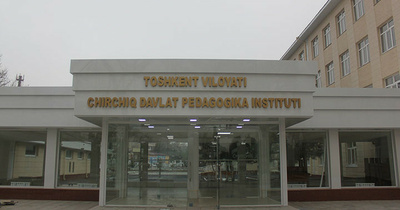 TOSHKENT VILOYATI
CHIRCHIQ DAVLAT PEDAGOGIKA INSTITUTI